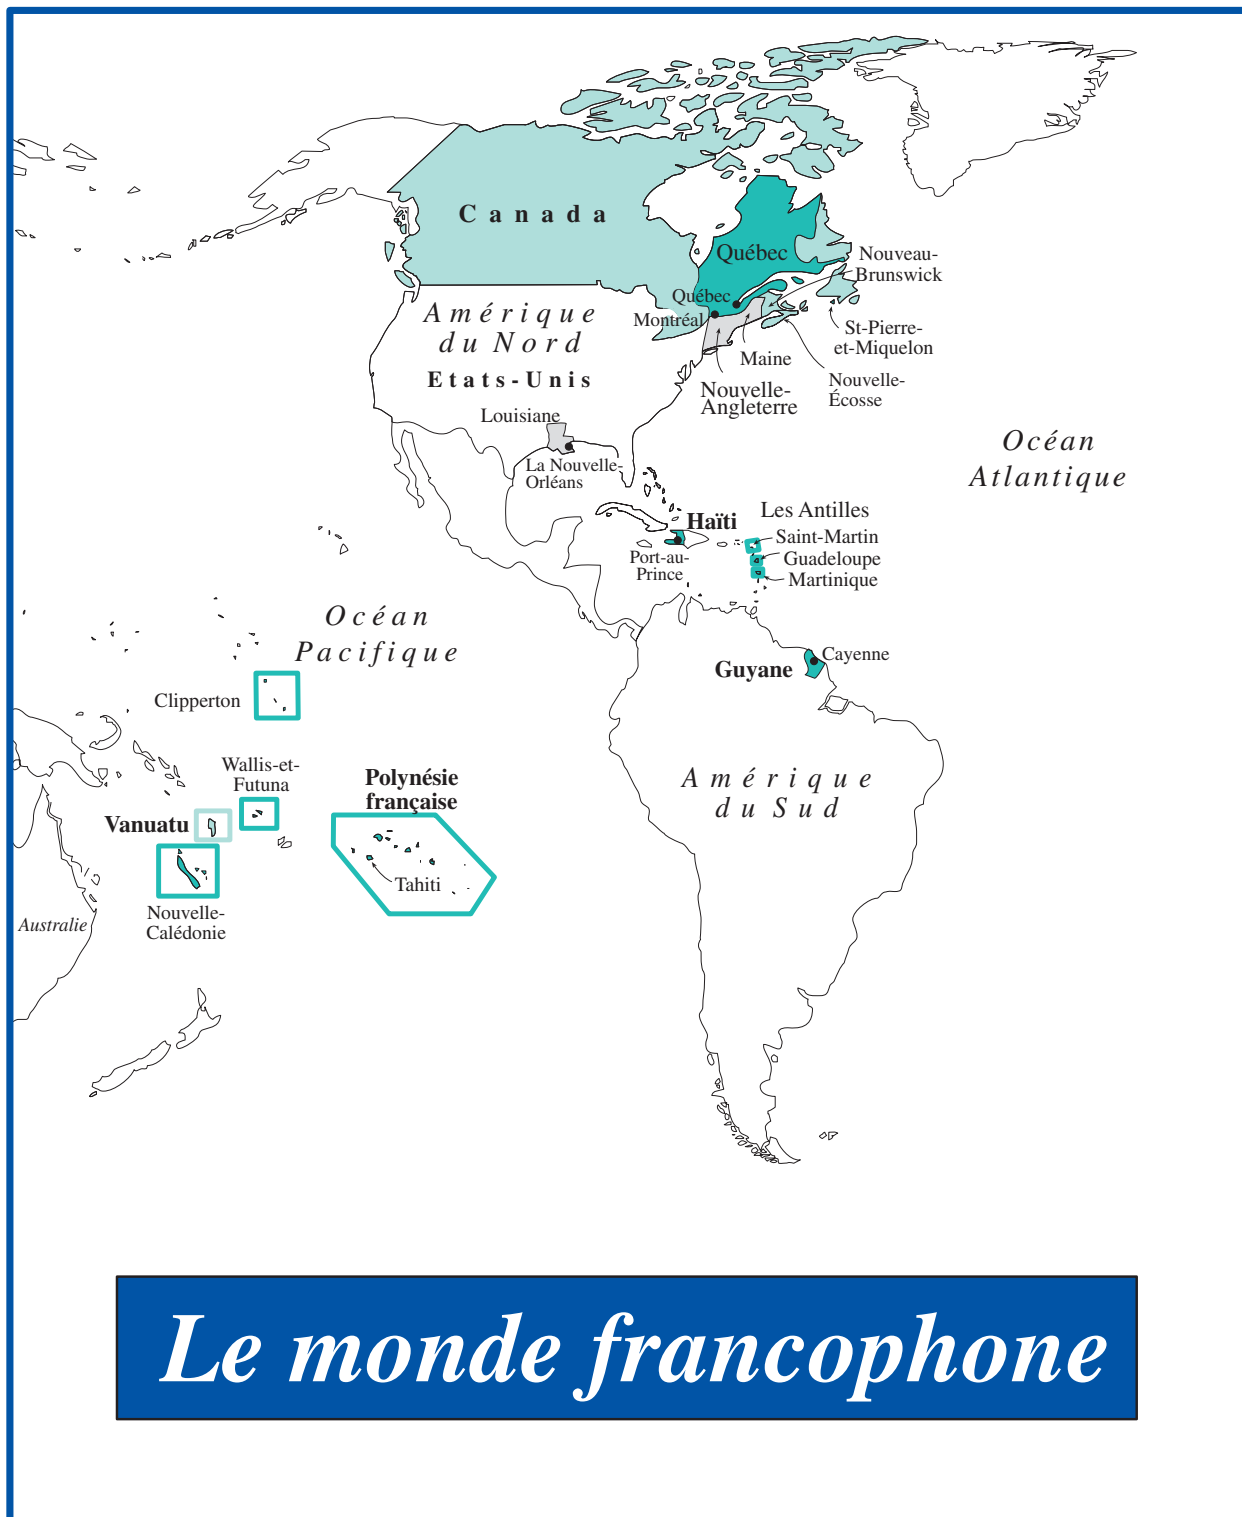 Canada
Québec
Nouveau-
Brunswick
Québec
Montréal
Amérique
du Nord
St-Pierre-
et-Miquelon
Maine
Etats-Unis
Nouvelle-
Angleterre
Nouvelle-
Écosse
Louisiane
La Nouvelle-
Orléans
Océan
Atlantique
Haïti
Les Antilles
Saint-Martin
Guadeloupe
Martinique
Port-au-
Prince
Océan
Pacifique
Cayenne
Guyane
Clipperton
Wallis-et-
Futuna
Polynésie
française
Amérique
du Sud
Vanuatu
Tahiti
Nouvelle-
Calédonie
Australie
Le monde francophone